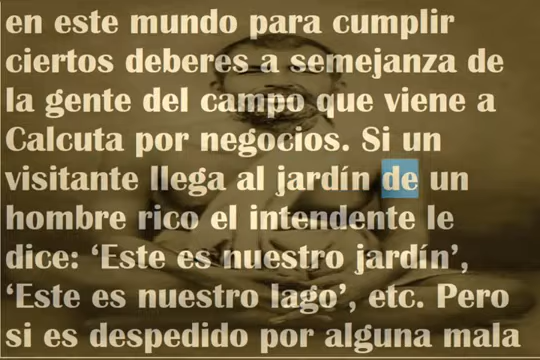 en este mundo para cumplir
ciertos deberes a semejanza de
la gente del campo que viene a
Calcuta por negocios. Si un
visitante llega al jardín de un
hombre rico el intendente le
dice: ‘Este es nuestro jardín’,
‘Este es nuestro lago’, etc. Pero
si es despedido por alguna mala